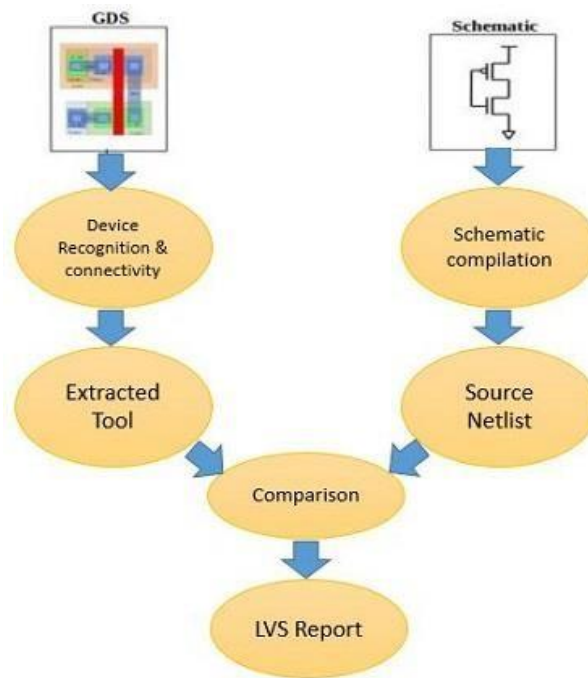 GDS
Schematic
Device
Recognition &
connectivity
Schematic
compilation
Extracted
Tool
Source
Netlist
Comparison
LVS Report